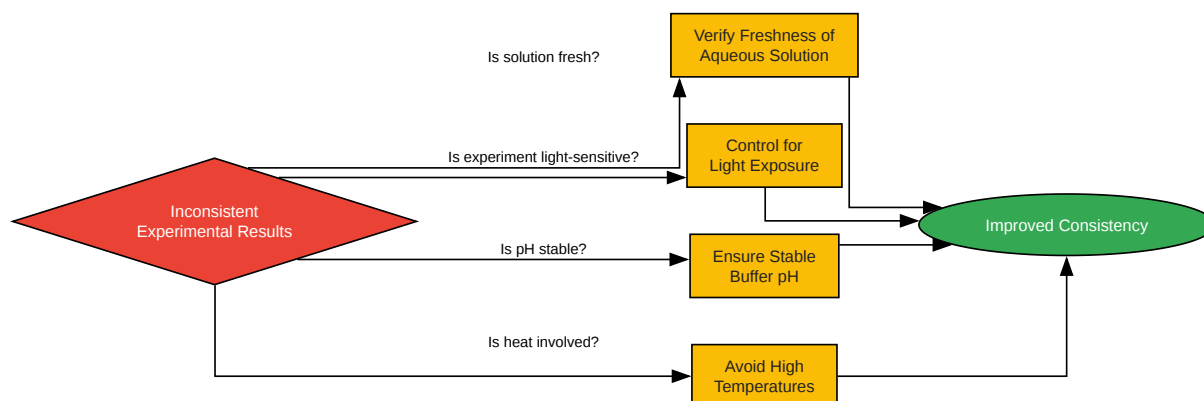 Verify Freshness of
Aqueous Solution
Is solution fresh?
Control for
Light Exposure
Is experiment light-sensitive?
Inconsistent
Experimental Results
Improved Consistency
Is pH stable?
Ensure Stable
Buffer pH
Is heat involved?
Avoid High
Temperatures